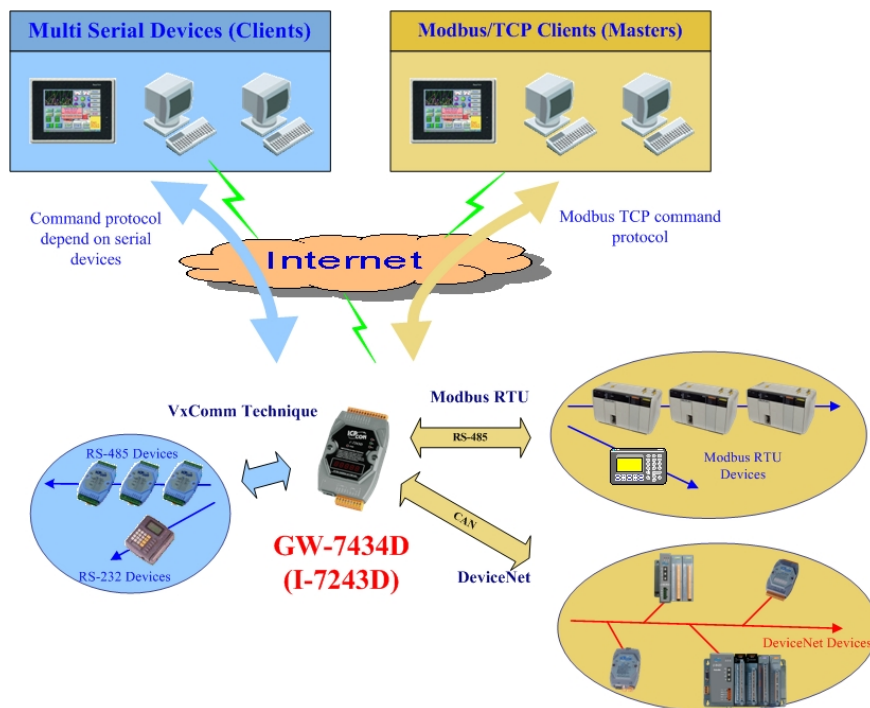 Multi Serial Devices (Clients)
Modbus/TCP Clients (Masters)
Command protocol
depend on serial
devices
Modbus TCP command
protocol
Internet
VxComm Technique
Modbus RTU
RS-485
RS-485 Devices
RS-232 Devices
Modbus RTU
Devices
CAN
GW-7434D
(I-7243D)
DeviceNet
DeviceNet Devices